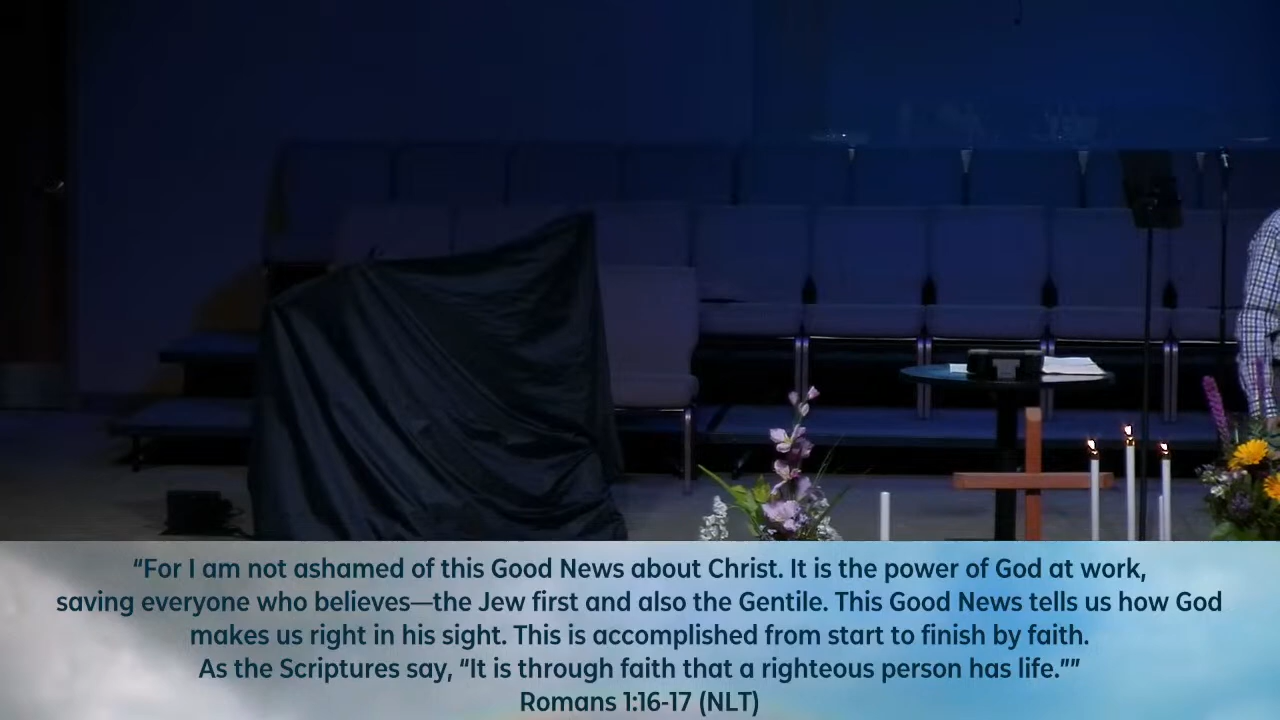 “For I am not ashamed of this Good News about Christ. It is the power of God at work,
saving everyone who believes—the Jew first and also the Gentile. This Good News tells us how God
makes us right in his sight. This is accomplished from start to finish by faith.
As the Scriptures say, “It is through faith that a righteous person has life.””
Romans 1:16-17 (NLT)